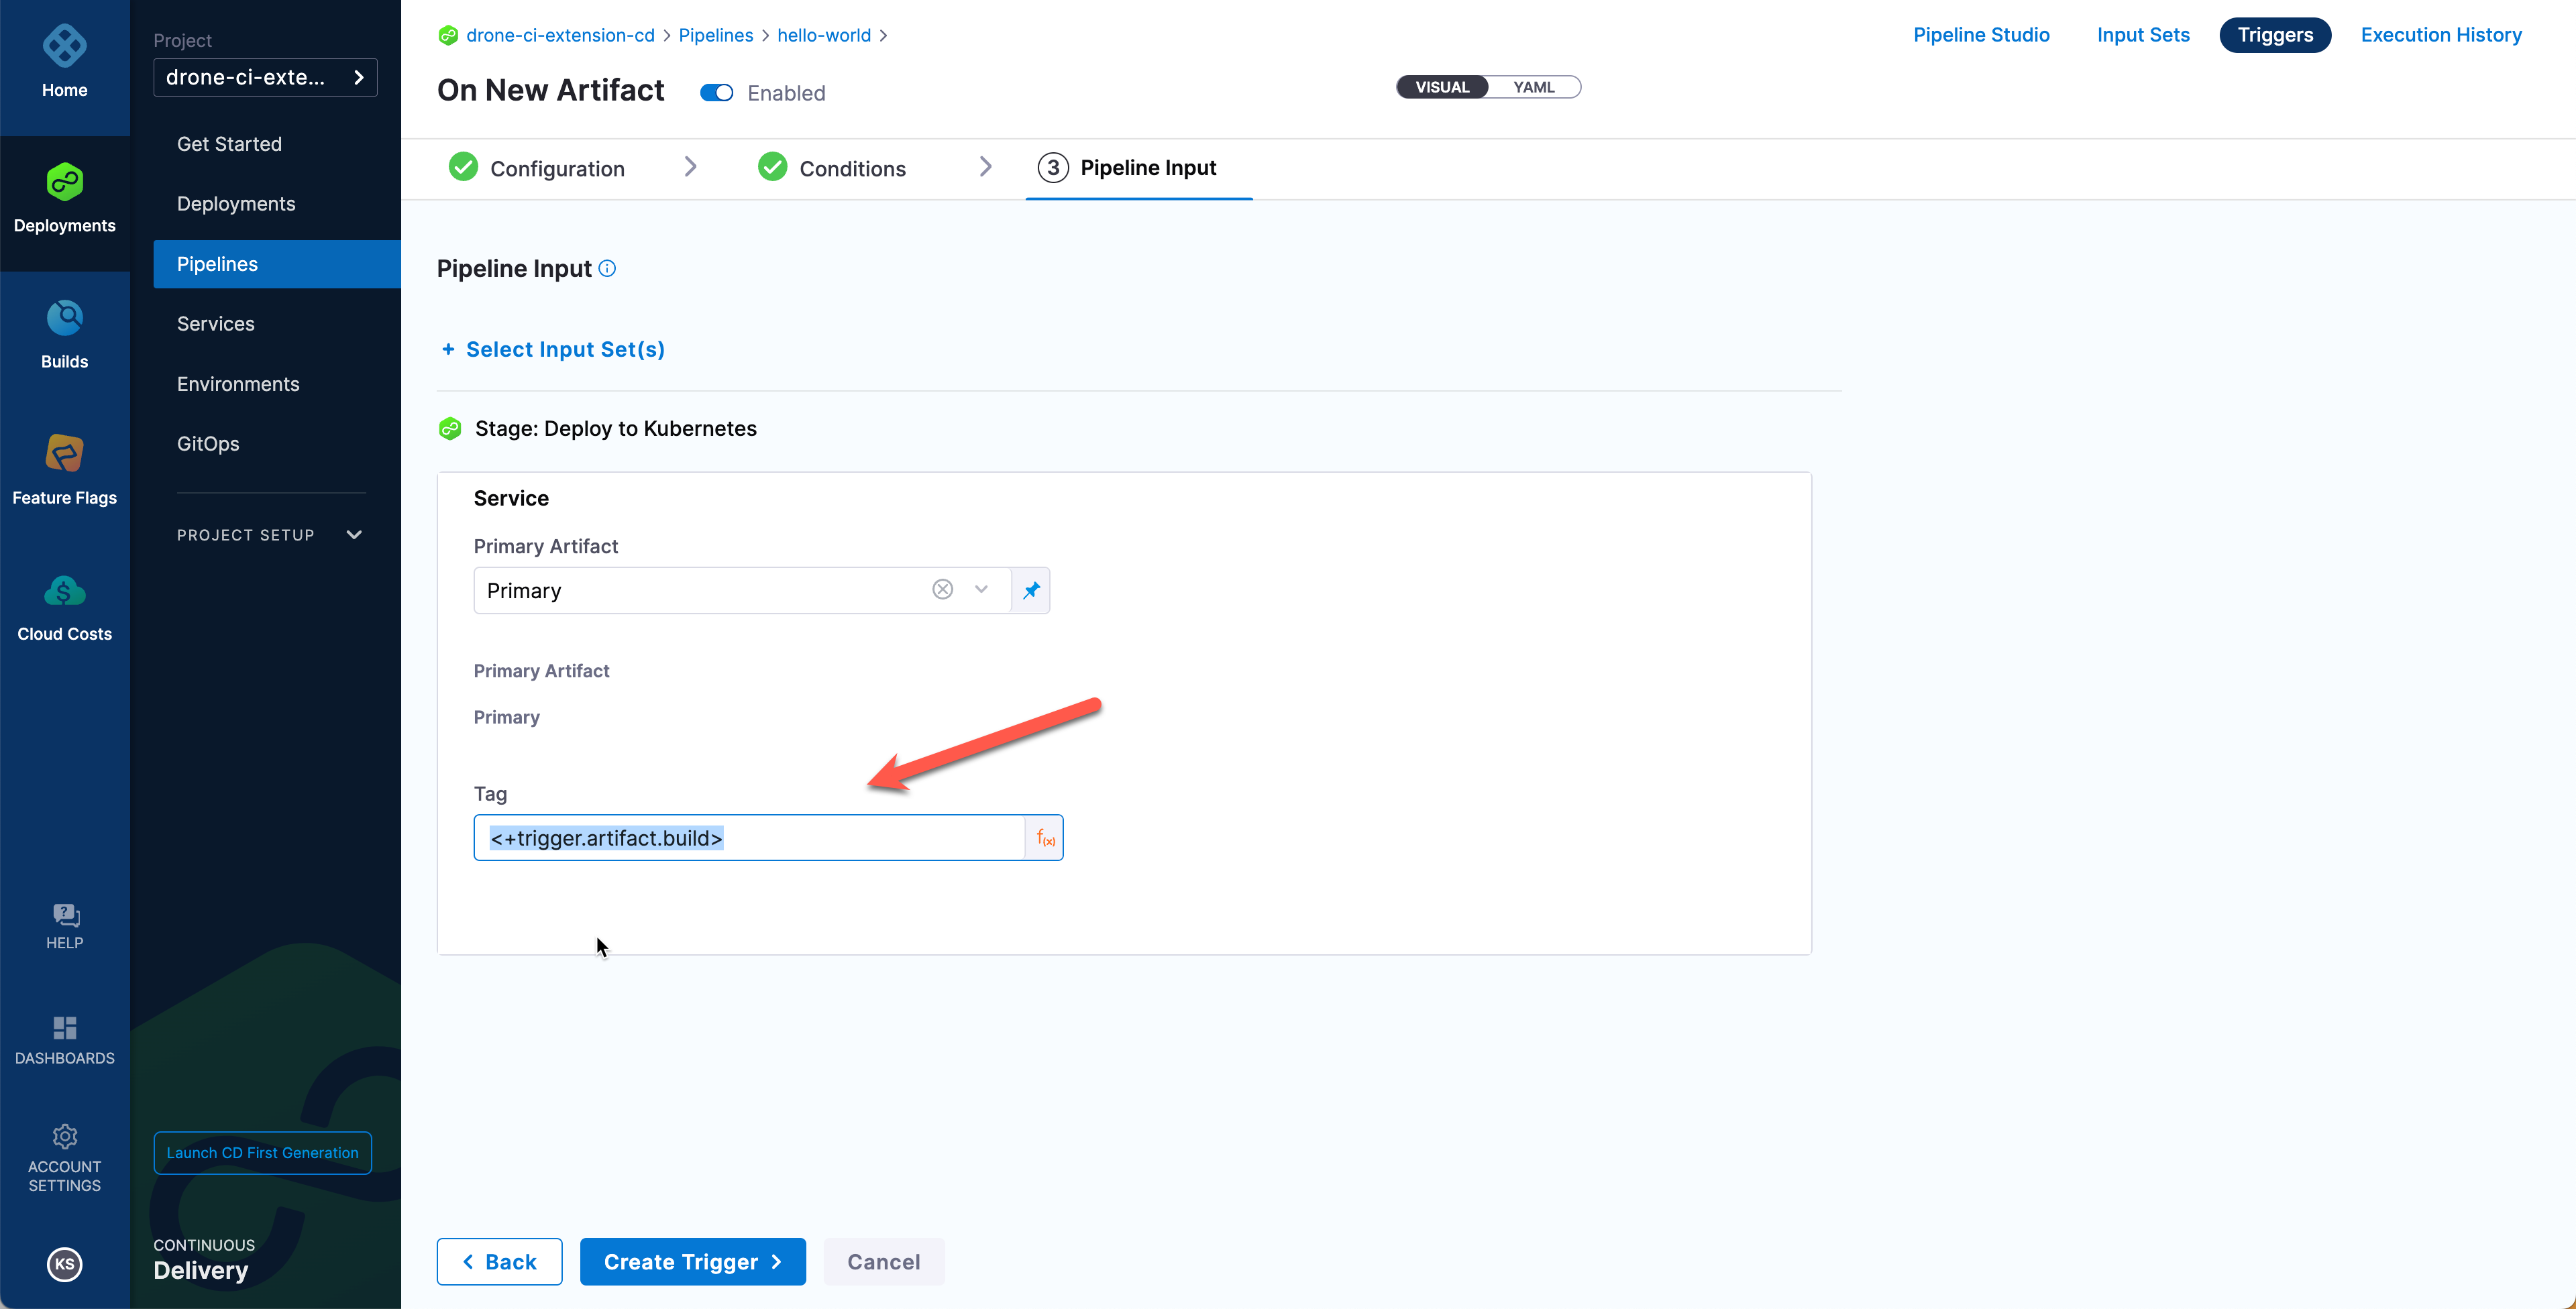 Home
Deployments
Builds
Feature Flags
Cloud Costs
HELP
DASHBOARDS
ACCOUNT
SETTINGS
KS
Project
drone-ci-exte...
Get Started
Deployments
Pipelines
Services
Environments
GitOps
PROJECT SETUP
Launch CD First Generation
CONTINUOUS
Delivery
drone-ci-extension-cd > Pipelines > hello-world >
Pipeline Studio Input Sets Triggers Execution History
On New Artifact Enabled
VISUAL YAML
Configuration > Conditions > 3 Pipeline Input
Pipeline Input
+ Select Input Set(s)
Stage: Deploy to Kubernetes
Service
Primary Artifact
Primary
Primary Artifact
Primary
Tag
<+trigger.artifact.build> f(x)
< Back Create Trigger > Cancel